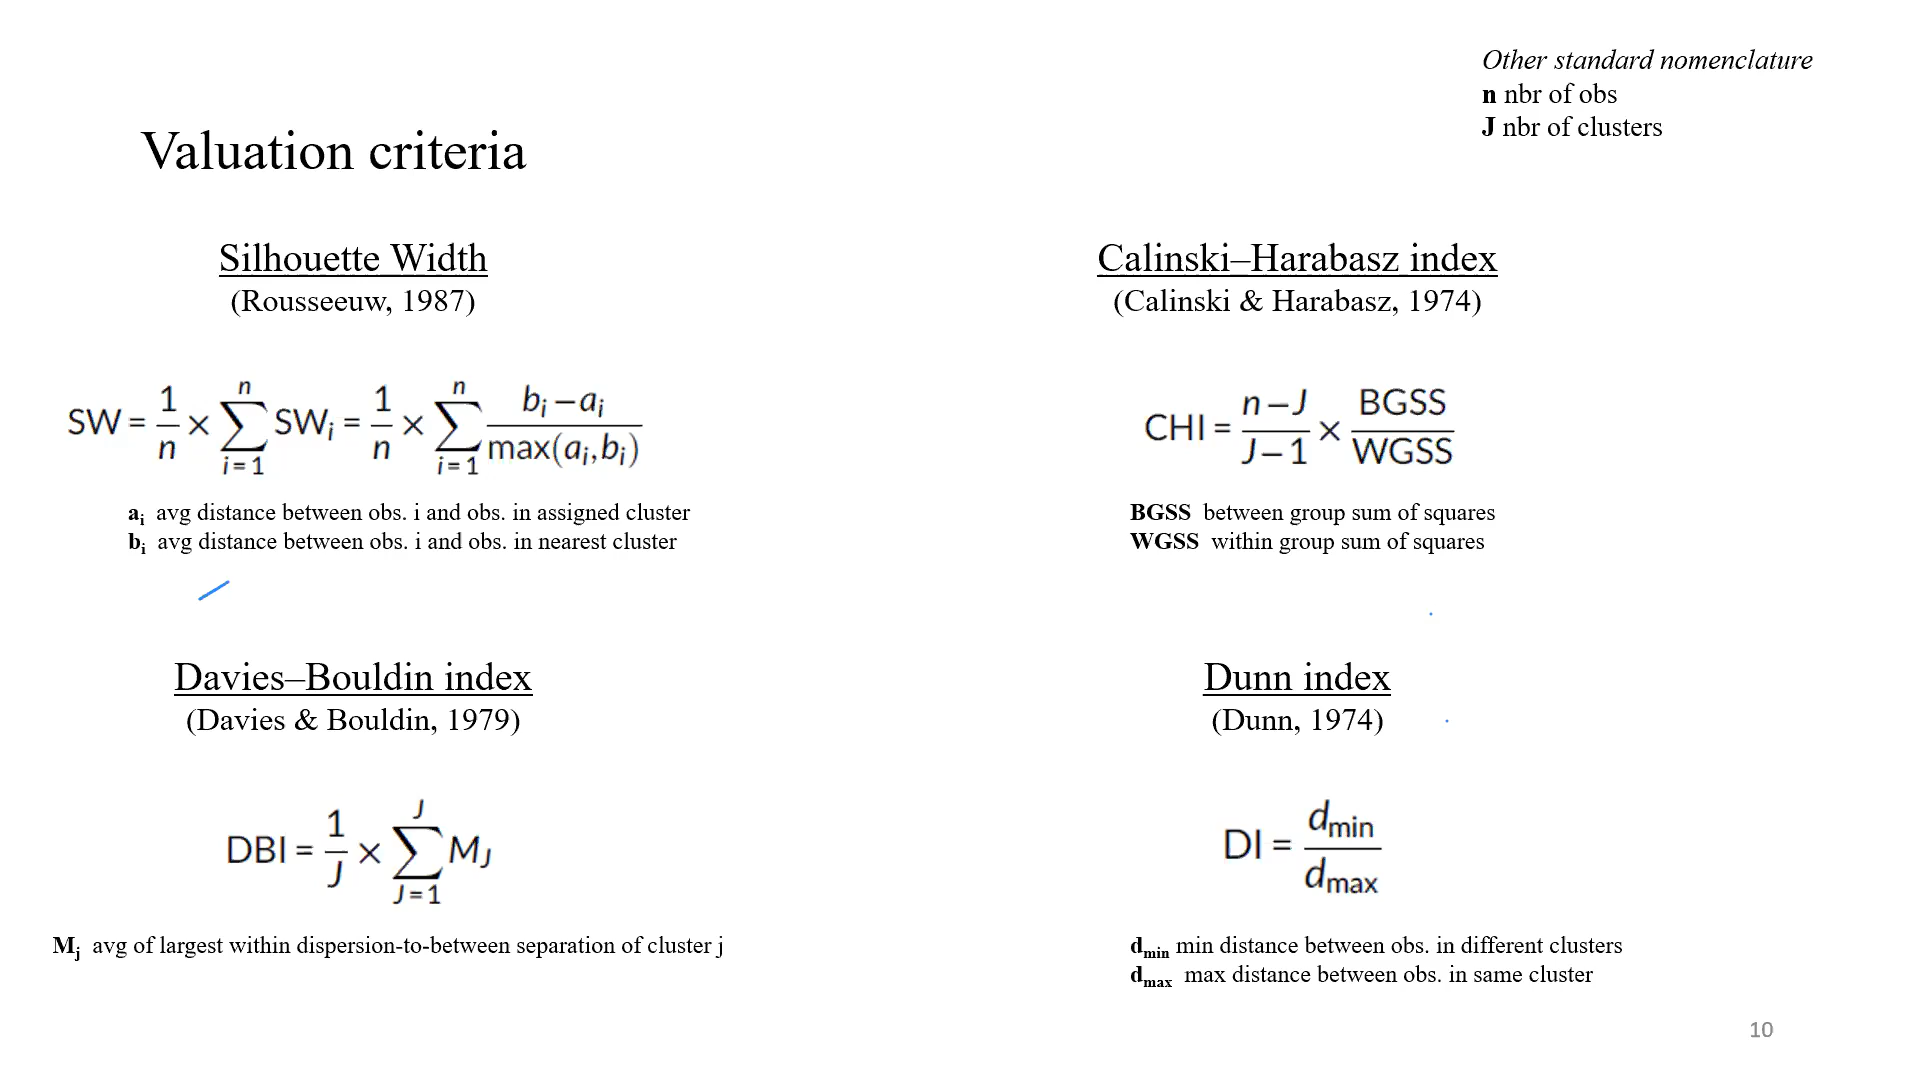 Other standard nomenclature
n nbr of obs
J nbr of clusters
Valuation criteria
Silhouette Width
(Rousseeuw, 1987)
SW = 1/n × ∑_{i=1}^{n} SW_i = 1/n × ∑_{i=1}^{n} (b_i − a_i)/max(a_i,b_i)
a_i avg distance between obs. i and obs. in assigned cluster
b_i avg distance between obs. i and obs. in nearest cluster
Calinski–Harabasz index
(Calinski & Harabasz, 1974)
CHI = (n−J)/(J−1) × BGSS/WGSS
BGSS between group sum of squares
WGSS within group sum of squares
Davies–Bouldin index
(Davies & Bouldin, 1979)
DBI = 1/J × ∑_{J=1}^{J} M_J
M_j avg of largest within dispersion-to-between separation of cluster j
Dunn index
(Dunn, 1974)
DI = d_min/d_max
d_min min distance between obs. in different clusters
d_max max distance between obs. in same cluster
10